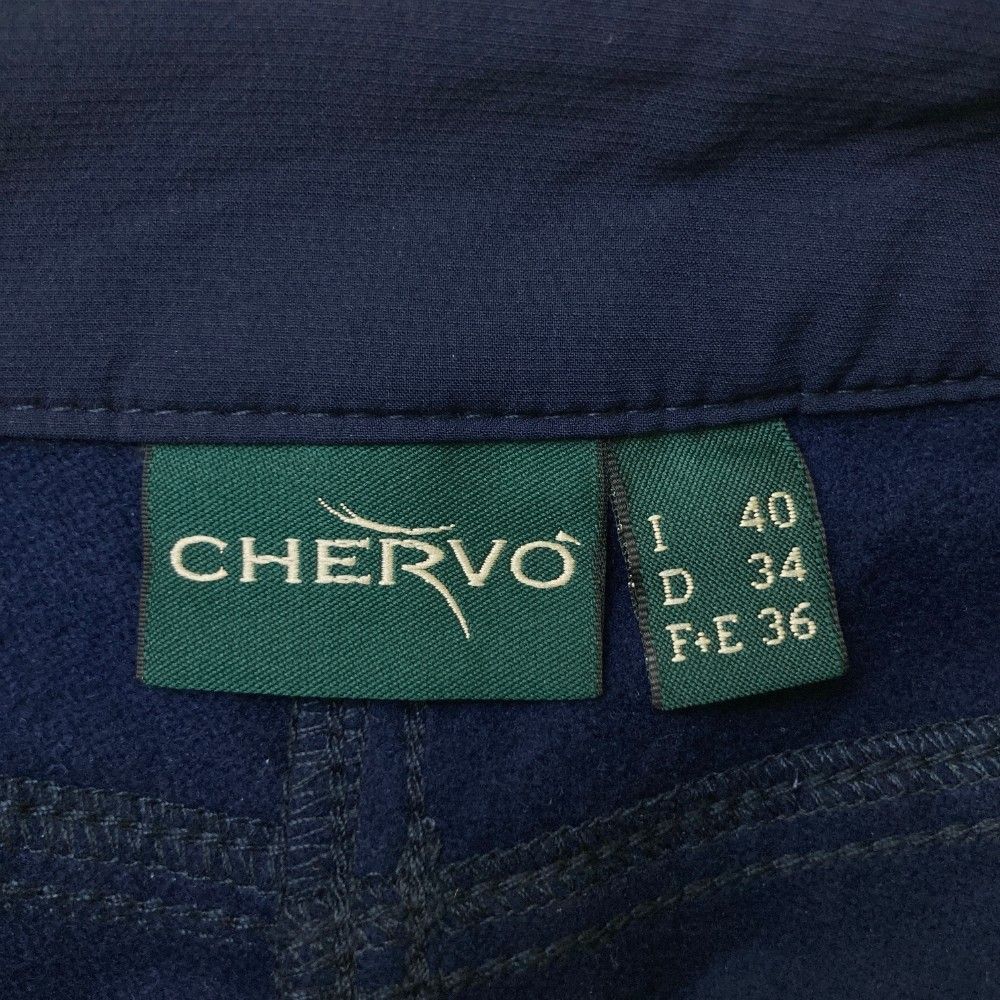 CHERVÒ
I 40
D 34
F+E 36